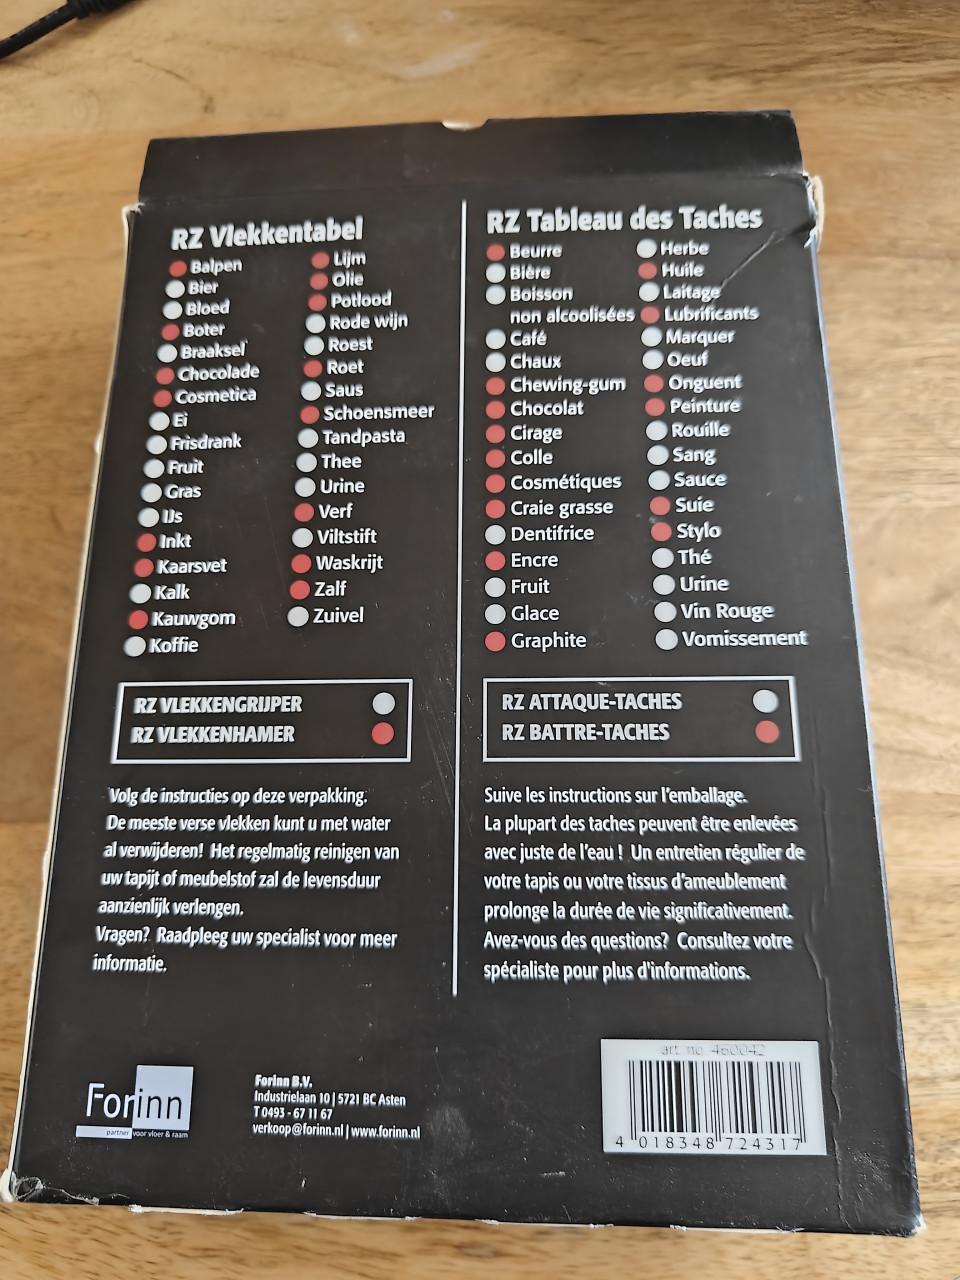 RZ Vlekkentabel
Balpen
Bier
Bloed
Boter
Braaksel
Chocolade
Cosmetica
Ei
Frisdrank
Fruit
Gras
IJs
Inkt
Kaarsvet
Kalk
Kauwgom
Koffie
Lijm
Olie
Potlood
Rode wijn
Roest
Roet
Saus
Schoensmeer
Tandpasta
Thee
Urine
Verf
Viltstift
Waskrijt
Zalf
Zuivel
RZ VLEKKENGRIJPER
RZ VLEKKENHAMER
Volg de instructies op deze verpakking.
De meeste verse vlekken kunt u met water
al verwijderen! Het regelmatig reinigen van
uw tapijt of meubelstof zal de levensduur
aanzienlijk verlengen.
Vragen? Raadpleeg uw specialist voor meer
informatie.
RZ Tableau des Taches
Beurre
Bière
Boisson
non alcoolisées
Café
Chaux
Chewing-gum
Chocolat
Cirage
Colle
Cosmétiques
Craie grasse
Dentifrice
Encre
Fruit
Glace
Graphite
Herbe
Huile
Laitage
Lubrificants
Marquer
Oeuf
Onguent
Peinture
Rouille
Sang
Sauce
Suie
Stylo
Thé
Urine
Vin Rouge
Vomissement
RZ ATTAQUE-TACHES
RZ BATTRE-TACHES
Suive les instructions sur l'emballage.
La plupart des taches peuvent être enlevées
avec juste de l'eau ! Un entretien régulier de
votre tapis ou votre tissus d'ameublement
prolonge la durée de vie significativement.
Avez-vous des questions? Consultez votre
spécialiste pour plus d'informations.
Forinn
partner voor vloer & raam
Forinn B.V.
Industrielaan 10 | 5721 BC Asten
T 0493 - 67 11 67
verkoop@forinn.nl | www.forinn.nl
art. no. 460042
4 018348 724317